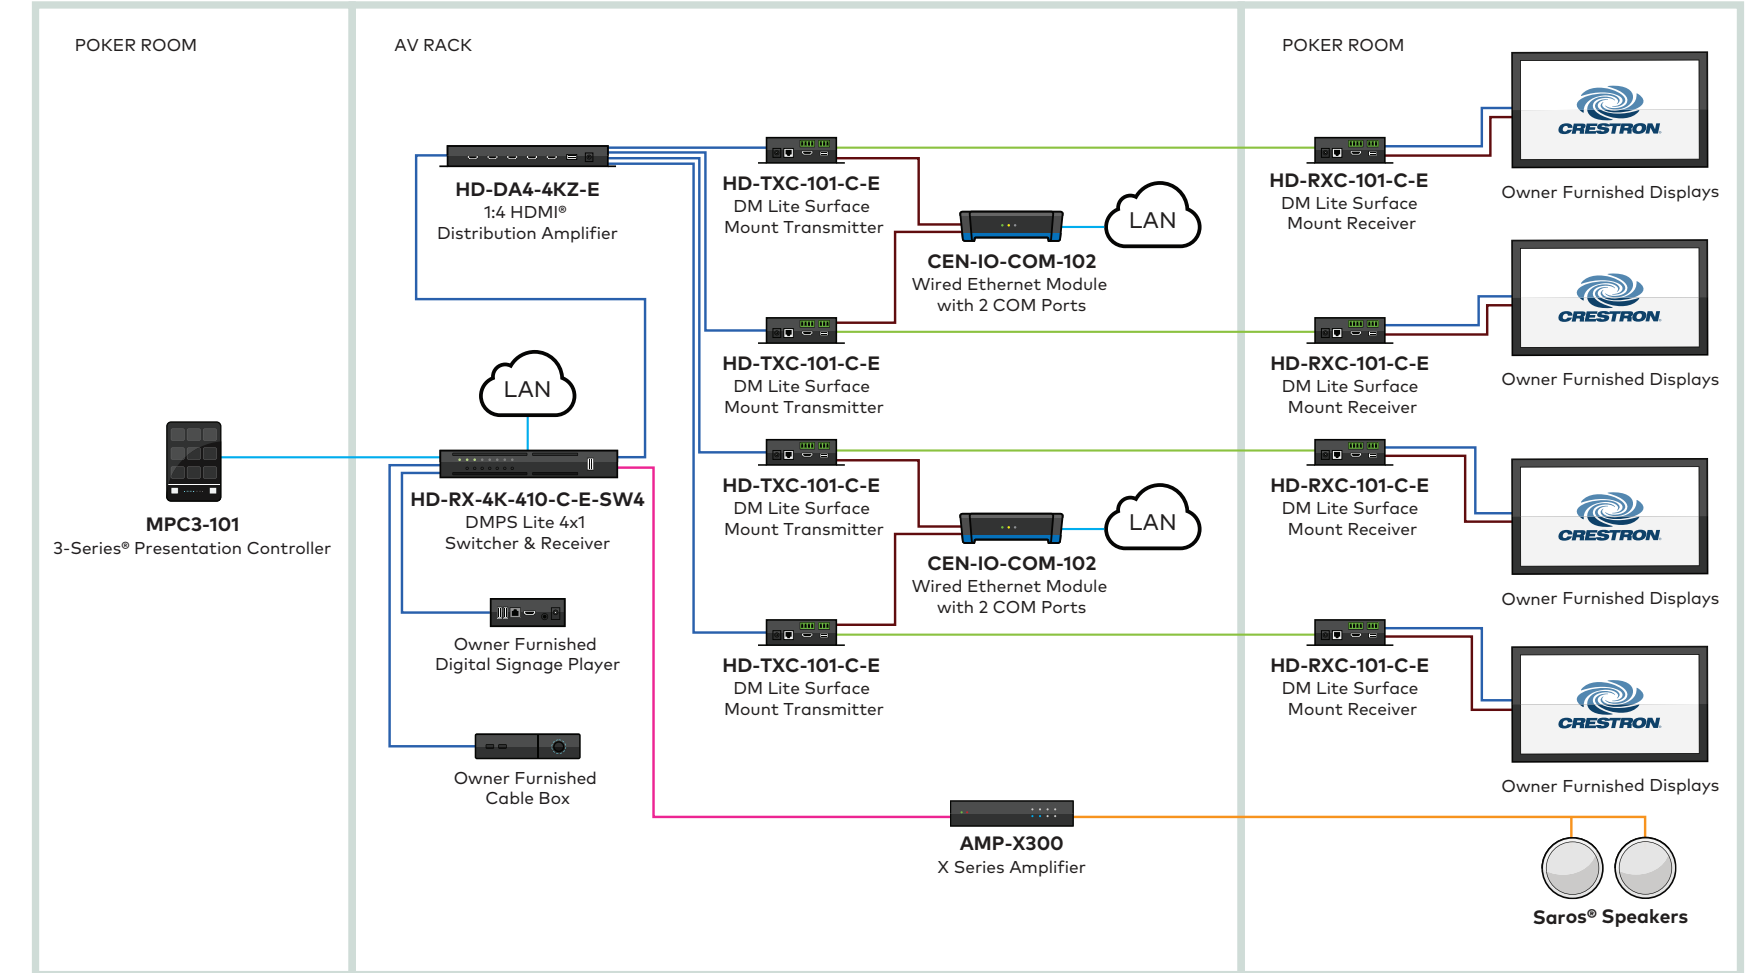 POKER ROOM
AV RACK
POKER ROOM
CRESTRON
Owner Furnished Displays
HD-DA4-4KZ-E
1:4 HDMI®
Distribution Amplifier
HD-TXC-101-C-E
DM Lite Surface
Mount Transmitter
HD-RXC-101-C-E
DM Lite Surface
Mount Receiver
LAN
CEN-IO-COM-102
Wired Ethernet Module
with 2 COM Ports
CRESTRON
Owner Furnished Displays
HD-TXC-101-C-E
DM Lite Surface
Mount Transmitter
HD-RXC-101-C-E
DM Lite Surface
Mount Receiver
LAN
MPC3-101
3-Series® Presentation Controller
HD-RX-4K-410-C-E-SW4
DMPS Lite 4x1
Switcher & Receiver
HD-TXC-101-C-E
DM Lite Surface
Mount Transmitter
HD-RXC-101-C-E
DM Lite Surface
Mount Receiver
CRESTRON
Owner Furnished Displays
LAN
CEN-IO-COM-102
Wired Ethernet Module
with 2 COM Ports
Owner Furnished
Digital Signage Player
HD-TXC-101-C-E
DM Lite Surface
Mount Transmitter
HD-RXC-101-C-E
DM Lite Surface
Mount Receiver
CRESTRON
Owner Furnished Displays
Owner Furnished
Cable Box
AMP-X300
X Series Amplifier
Saros® Speakers